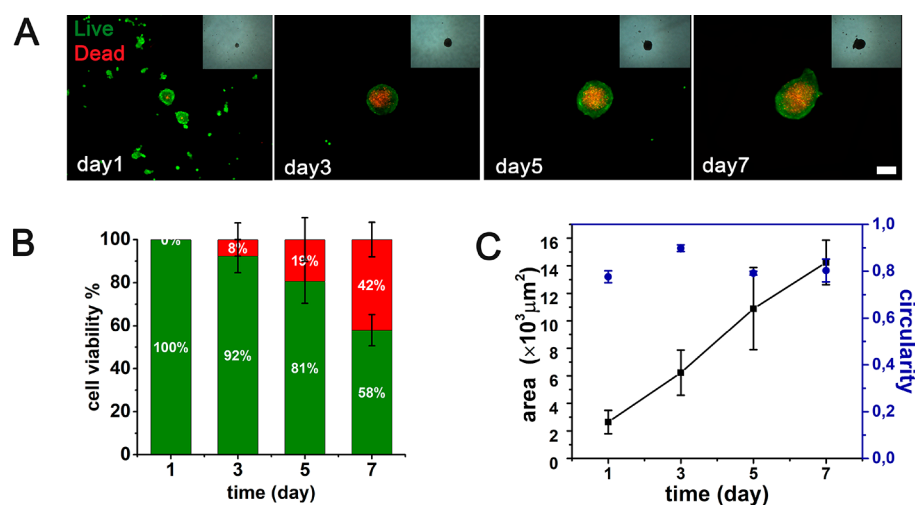 A
Live
Dead
day1
day3
day5
day7
B
cell viability %
100
80
60
40
20
0
0%
100%
8%
92%
19%
81%
42%
58%
1
3
5
7
time (day)
C
area (×10³μm²)
16
14
12
10
8
6
4
2
0
1,0
0,8
0,6
0,4
0,2
0,0
circularity
1
3
5
7
time (day)